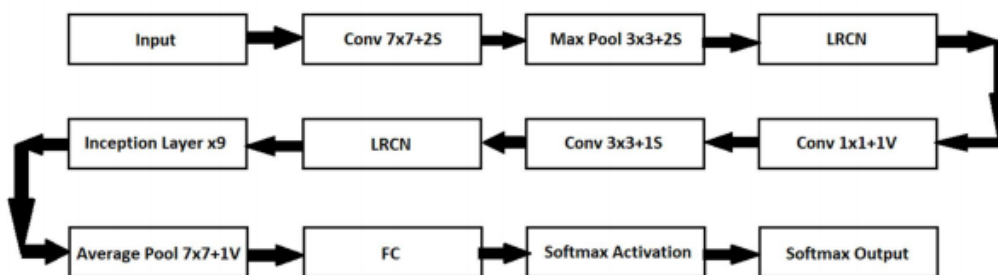 Input
Conv 7x7+2S
Max Pool 3x3+2S
LRCN
Conv 1x1+1V
Conv 3x3+1S
LRCN
Inception Layer x9
Average Pool 7x7+1V
FC
Softmax Activation
Softmax Output